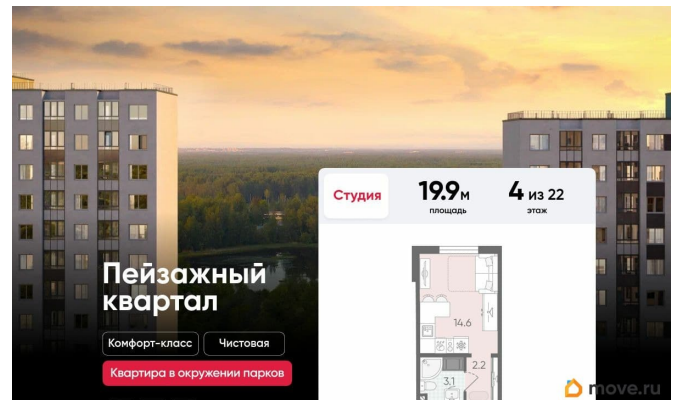 Студия
19.9 м
площадь
4 из 22
этаж
Пейзажный
квартал
Комфорт-класс
Чистовая
Квартира в окружении парков
14.6
2.2
3.1
move.ru